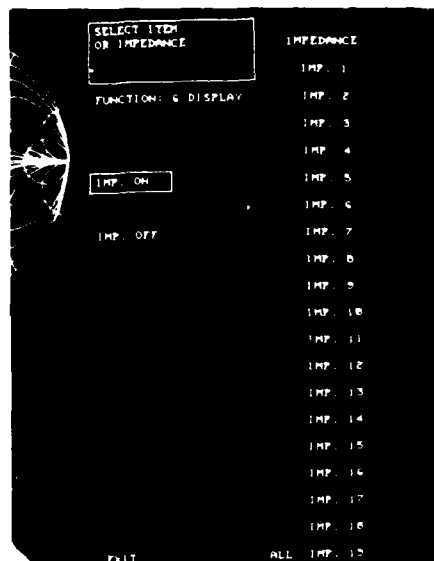 SELECT ITEM
OR IMPEDANCE
FUNCTION: 6 DISPLAY
IMP. ON
IMP. OFF
EXIT
IMPEDANCE
IMP. 1
IMP. 2
IMP. 3
IMP 4
IMP. 5
IMP. 6
IMP. 7
IMP. 8
IMP. 9
IMP. 10
IMP. 11
IMP. 12
IMP. 13
IMP. 14
IMP. 15
IMP. 16
IMP. 17
IMP. 18
ALL IMP. 19